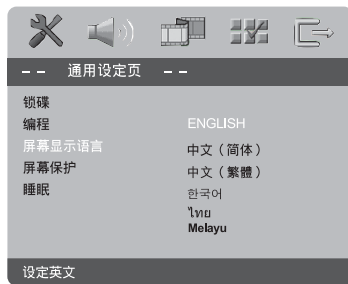 -- 通用设定页 --
锁碟
编程
屏幕显示语言
屏幕保护
睡眠
ENGLISH
中文（简体）
中文（繁體）
한국어
ไทย
Melayu
设定英文